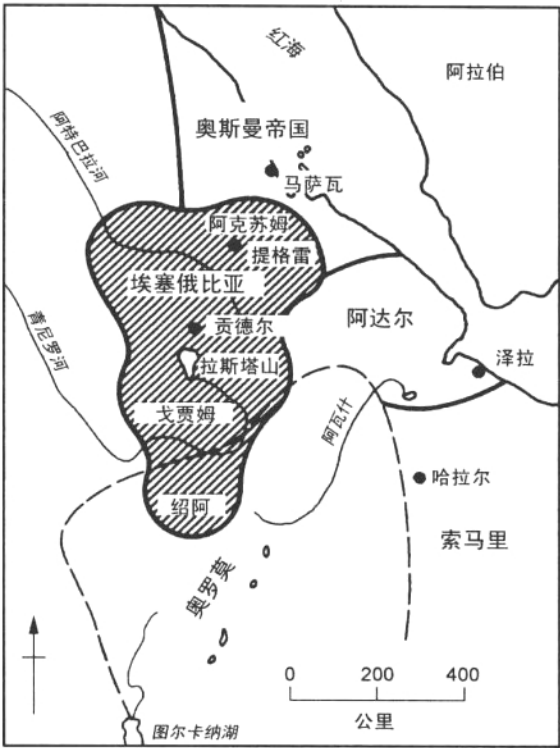 红海
阿拉伯
阿特巴拉河
奥斯曼帝国
马萨瓦
阿克苏姆
提格雷
埃塞俄比亚
青尼罗河
贡德尔
阿达尔
泽拉
拉斯塔山
戈贾姆
阿瓦什
哈拉尔
绍阿
索马里
奥罗莫
0 200 400
公里
图尔卡纳湖